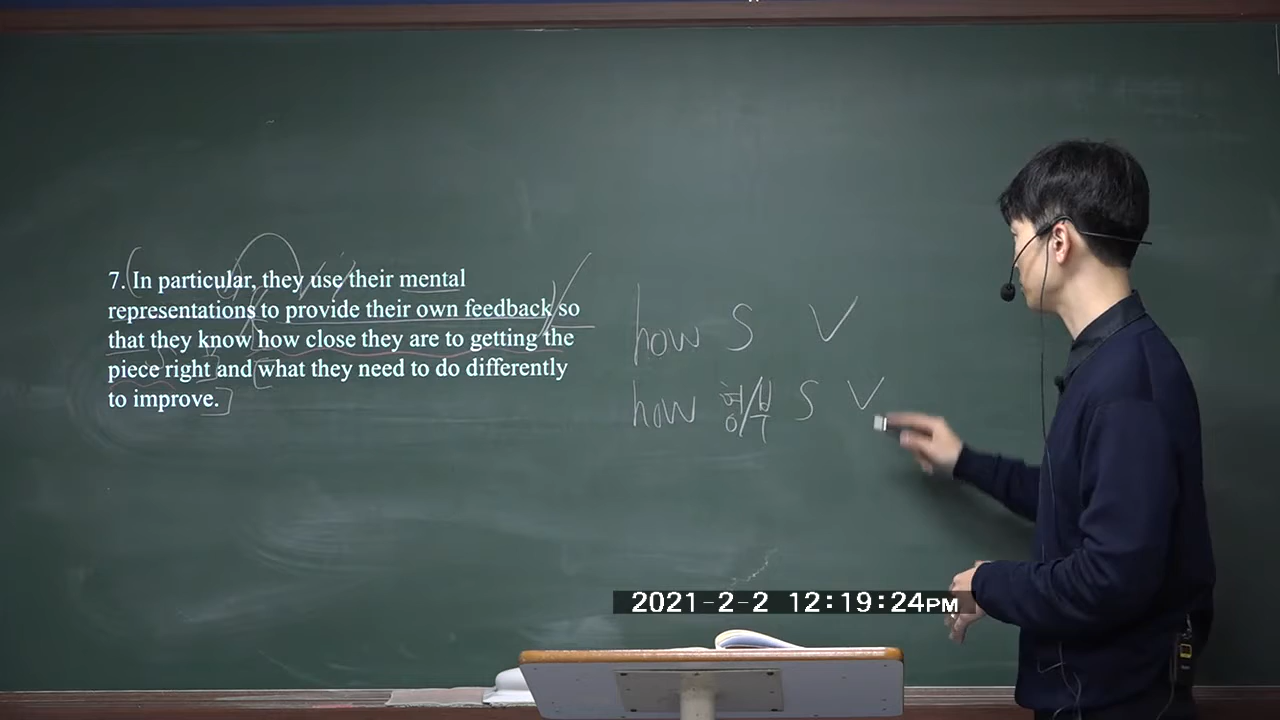 7. In particular, they use their mental
representations to provide their own feedback so
that they know how close they are to getting the
piece right and what they need to do differently
to improve.
how S V
how 형/부 S V
2021-2-2 12:19:24PM